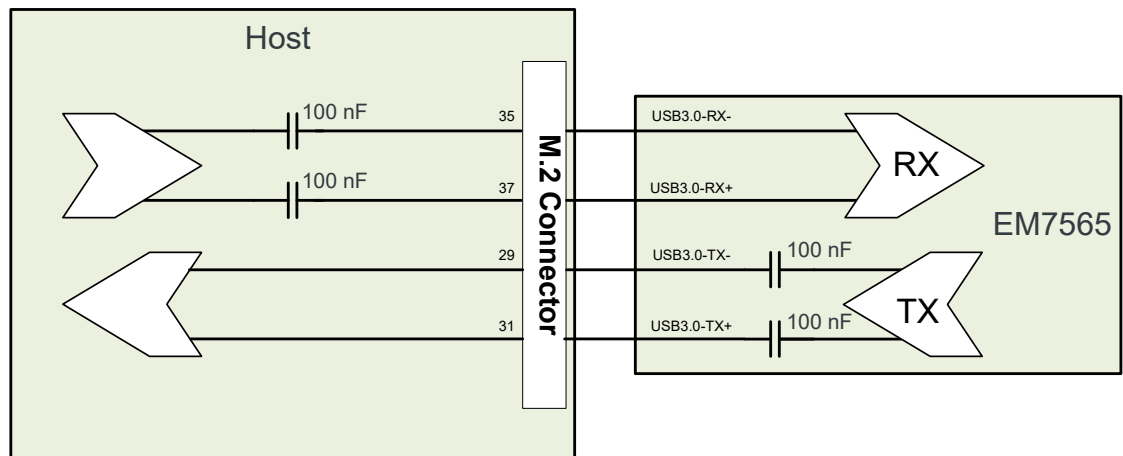 Host
100 nF
35
USB3.0-RX-
100 nF
37
USB3.0-RX+
RX
M.2 Connector
EM7565
29
USB3.0-TX-
100 nF
31
USB3.0-TX+
100 nF
TX